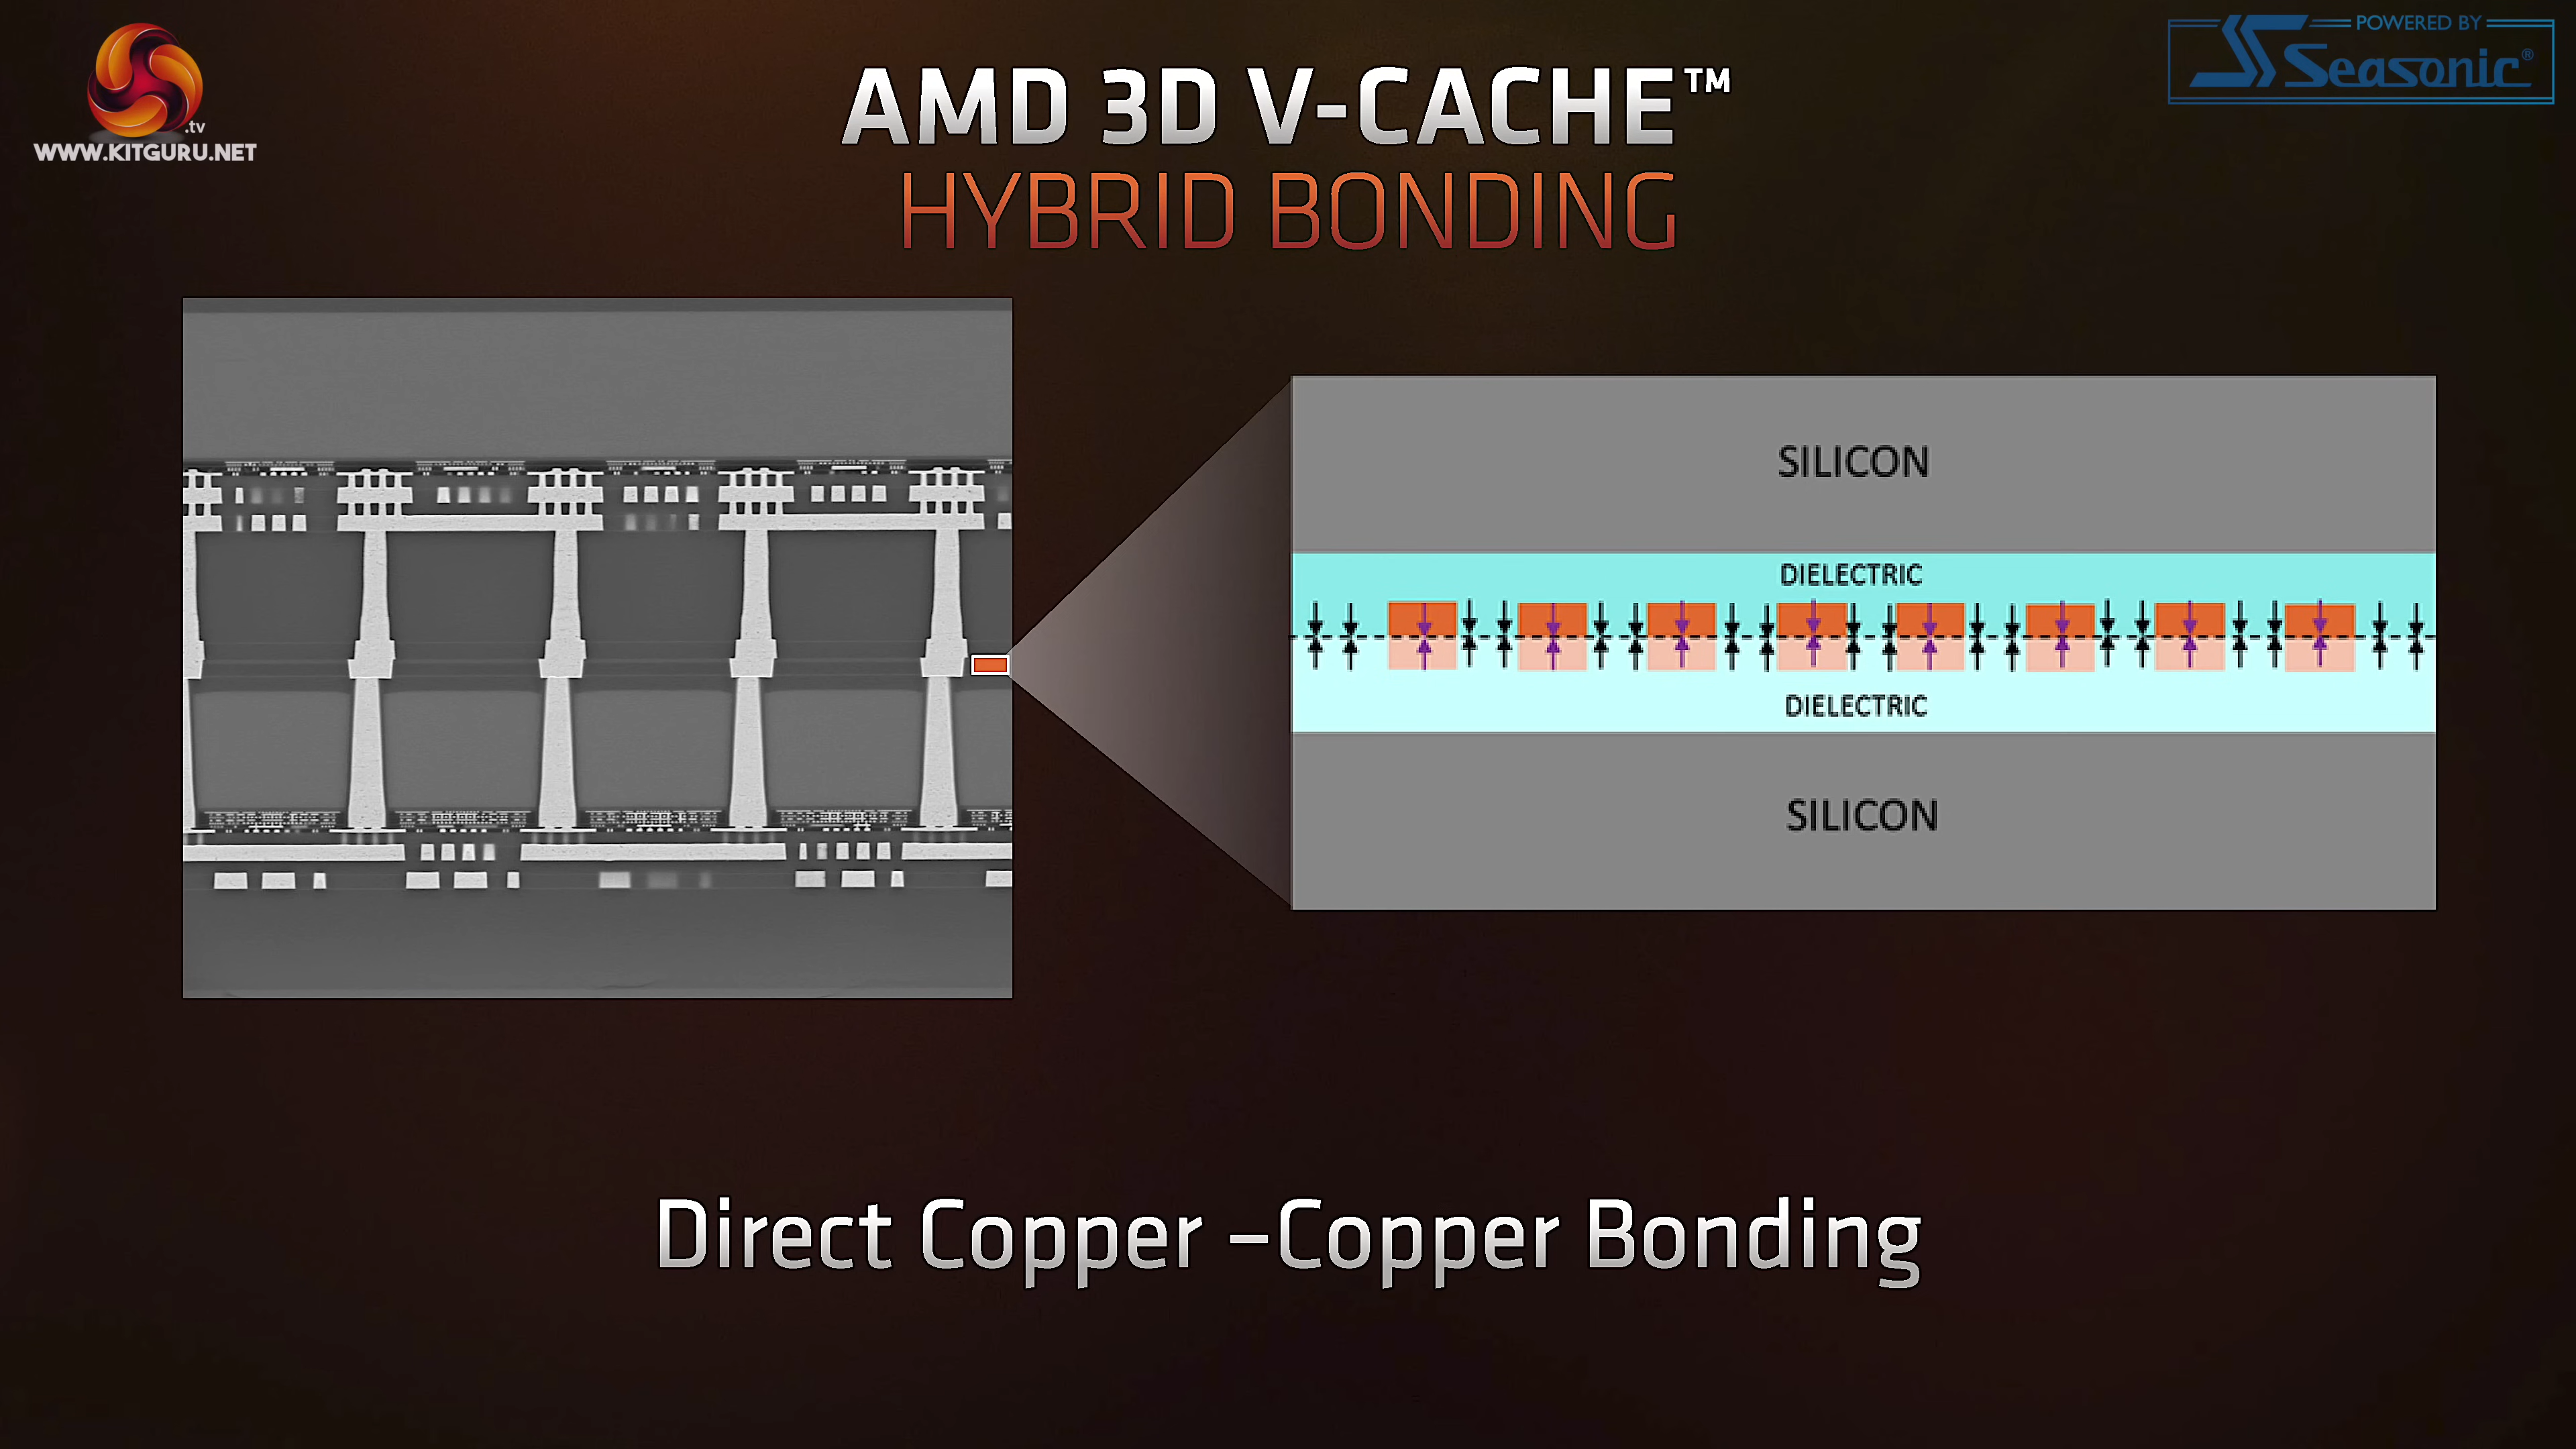 .tv
WWW.KITGURU.NET
POWERED BY
Seasonic®
AMD 3D V-CACHE™
HYBRID BONDING
SILICON
DIELECTRIC
DIELECTRIC
SILICON
Direct Copper –Copper Bonding